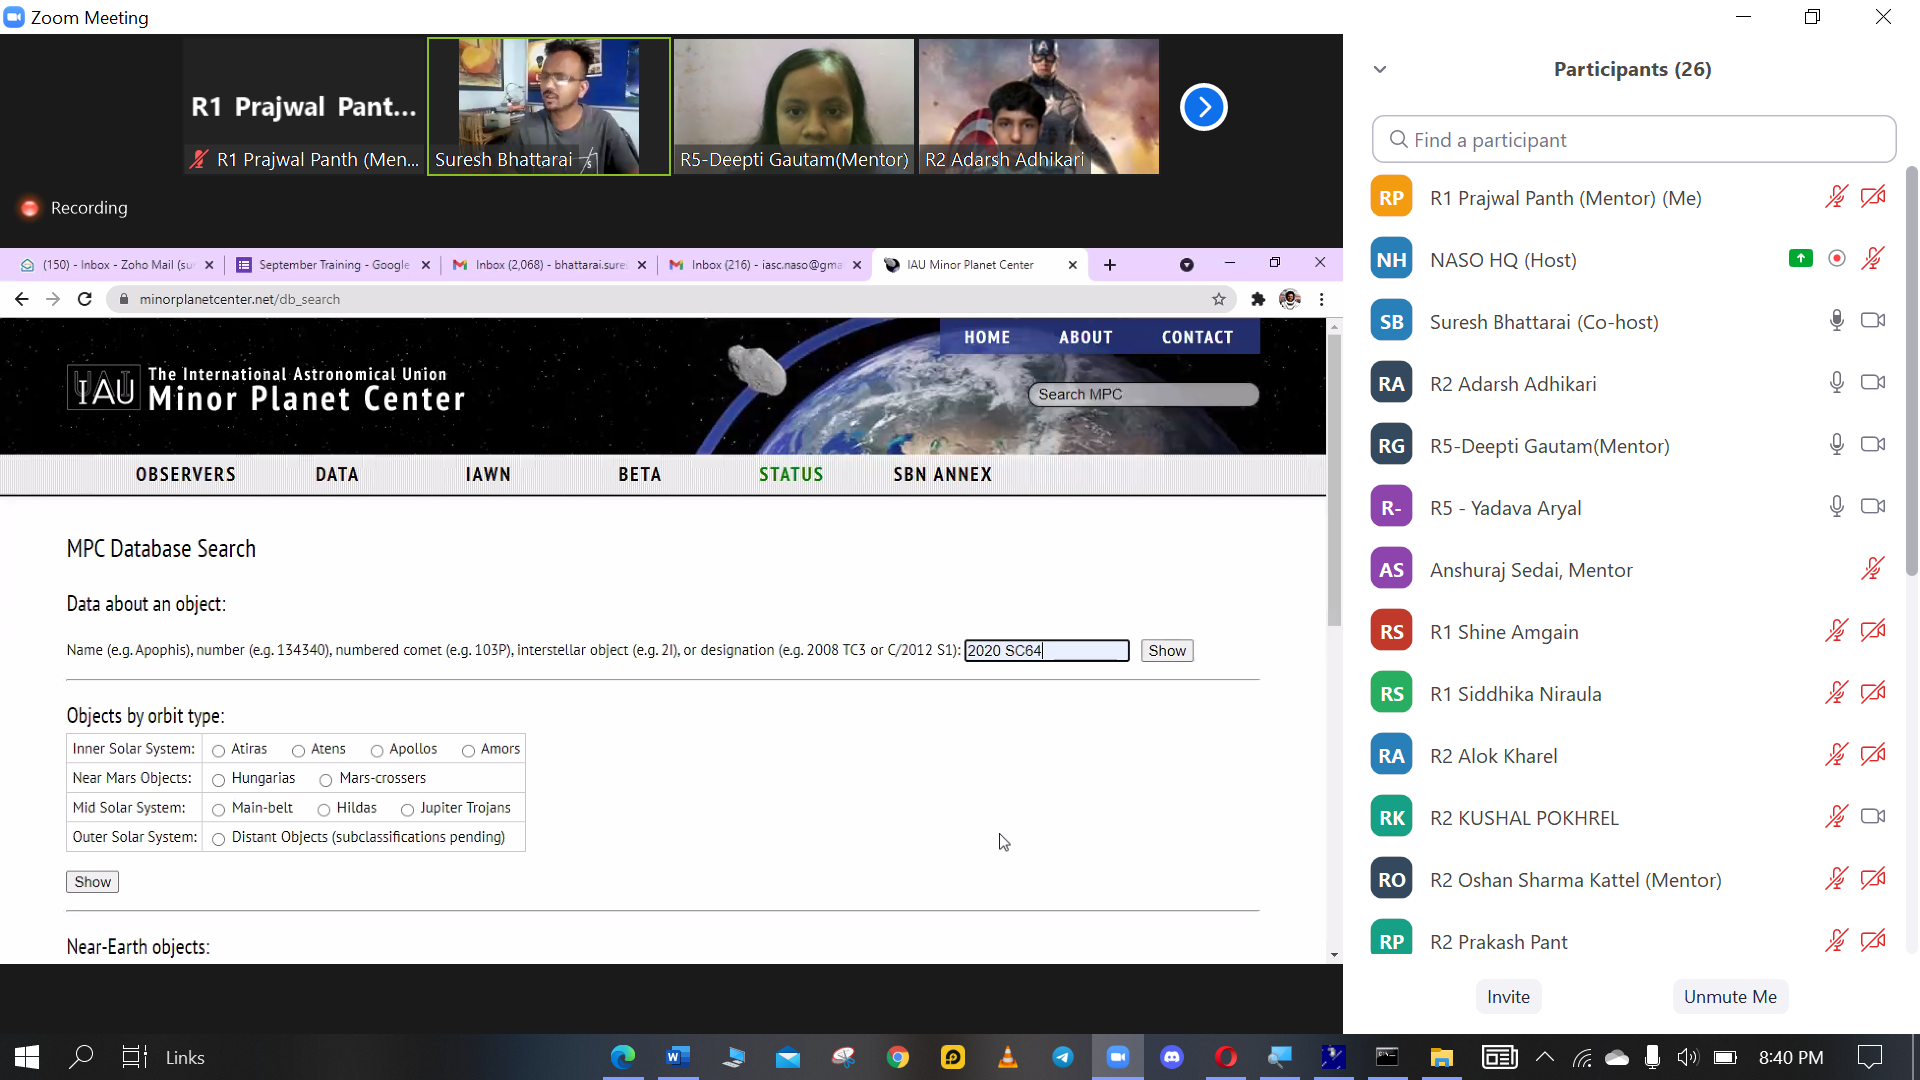 Zoom Meeting
R1 Prajwal Pant...
R1 Prajwal Panth (Men...
Suresh Bhattarai
R5-Deepti Gautam(Mentor)
R2 Adarsh Adhikari
Recording
(150) - Inbox - Zoho Mail (su
September Training - Google
Inbox (2,068) - bhattarai.sure
Inbox (216) - iasc.naso@gma
IAU Minor Planet Center
minorplanetcenter.net/db_search
HOME ABOUT CONTACT
IAU
The International Astronomical Union
Minor Planet Center
Search MPC
OBSERVERS DATA IAWN BETA STATUS SBN ANNEX
MPC Database Search
Data about an object:
Name (e.g. Apophis), number (e.g. 134340), numbered comet (e.g. 103P), interstellar object (e.g. 2I), or designation (e.g. 2008 TC3 or C/2012 S1): 2020 SC64 Show
Objects by orbit type:
Inner Solar System: Atiras Atens Apollos Amors
Near Mars Objects: Hungarias Mars-crossers
Mid Solar System: Main-belt Hildas Jupiter Trojans
Outer Solar System: Distant Objects (subclassifications pending)
Show
Near-Earth objects:
Participants (26)
Find a participant
RP R1 Prajwal Panth (Mentor) (Me)
NH NASO HQ (Host)
SB Suresh Bhattarai (Co-host)
RA R2 Adarsh Adhikari
RG R5-Deepti Gautam(Mentor)
R- R5 - Yadava Aryal
AS Anshuraj Sedai, Mentor
RS R1 Shine Amgain
RS R1 Siddhika Niraula
RA R2 Alok Kharel
RK R2 KUSHAL POKHREL
RO R2 Oshan Sharma Kattel (Mentor)
RP R2 Prakash Pant
Invite
Unmute Me
Links
8:40 PM